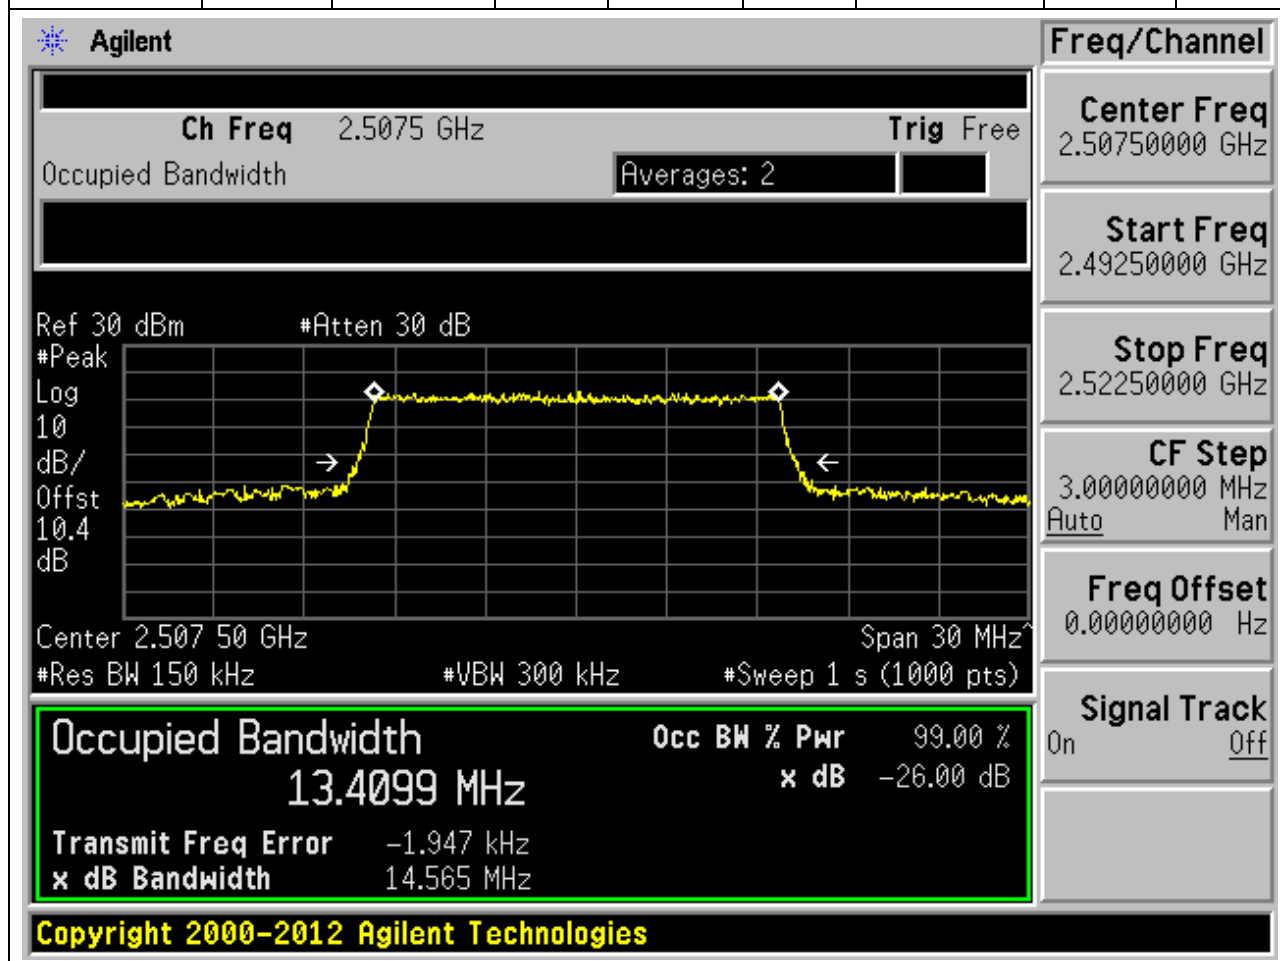 Agilent
Freq/Channel
Ch Freq 2.5075 GHz Trig Free
Occupied Bandwidth Averages: 2
Center Freq
2.50750000 GHz
Start Freq
2.49250000 GHz
Stop Freq
2.52250000 GHz
CF Step
3.00000000 MHz
Auto Man
Freq Offset
0.00000000 Hz
Signal Track
On Off
Ref 30 dBm #Atten 30 dB
#Peak
Log
10
dB/
Offst
10.4
dB
Center 2.507 50 GHz Span 30 MHz^
#Res BW 150 kHz #VBW 300 kHz #Sweep 1 s (1000 pts)
Occupied Bandwidth Occ BW % Pwr 99.00 %
13.4099 MHz x dB -26.00 dB
Transmit Freq Error -1.947 kHz
x dB Bandwidth 14.565 MHz
Copyright 2000-2012 Agilent Technologies